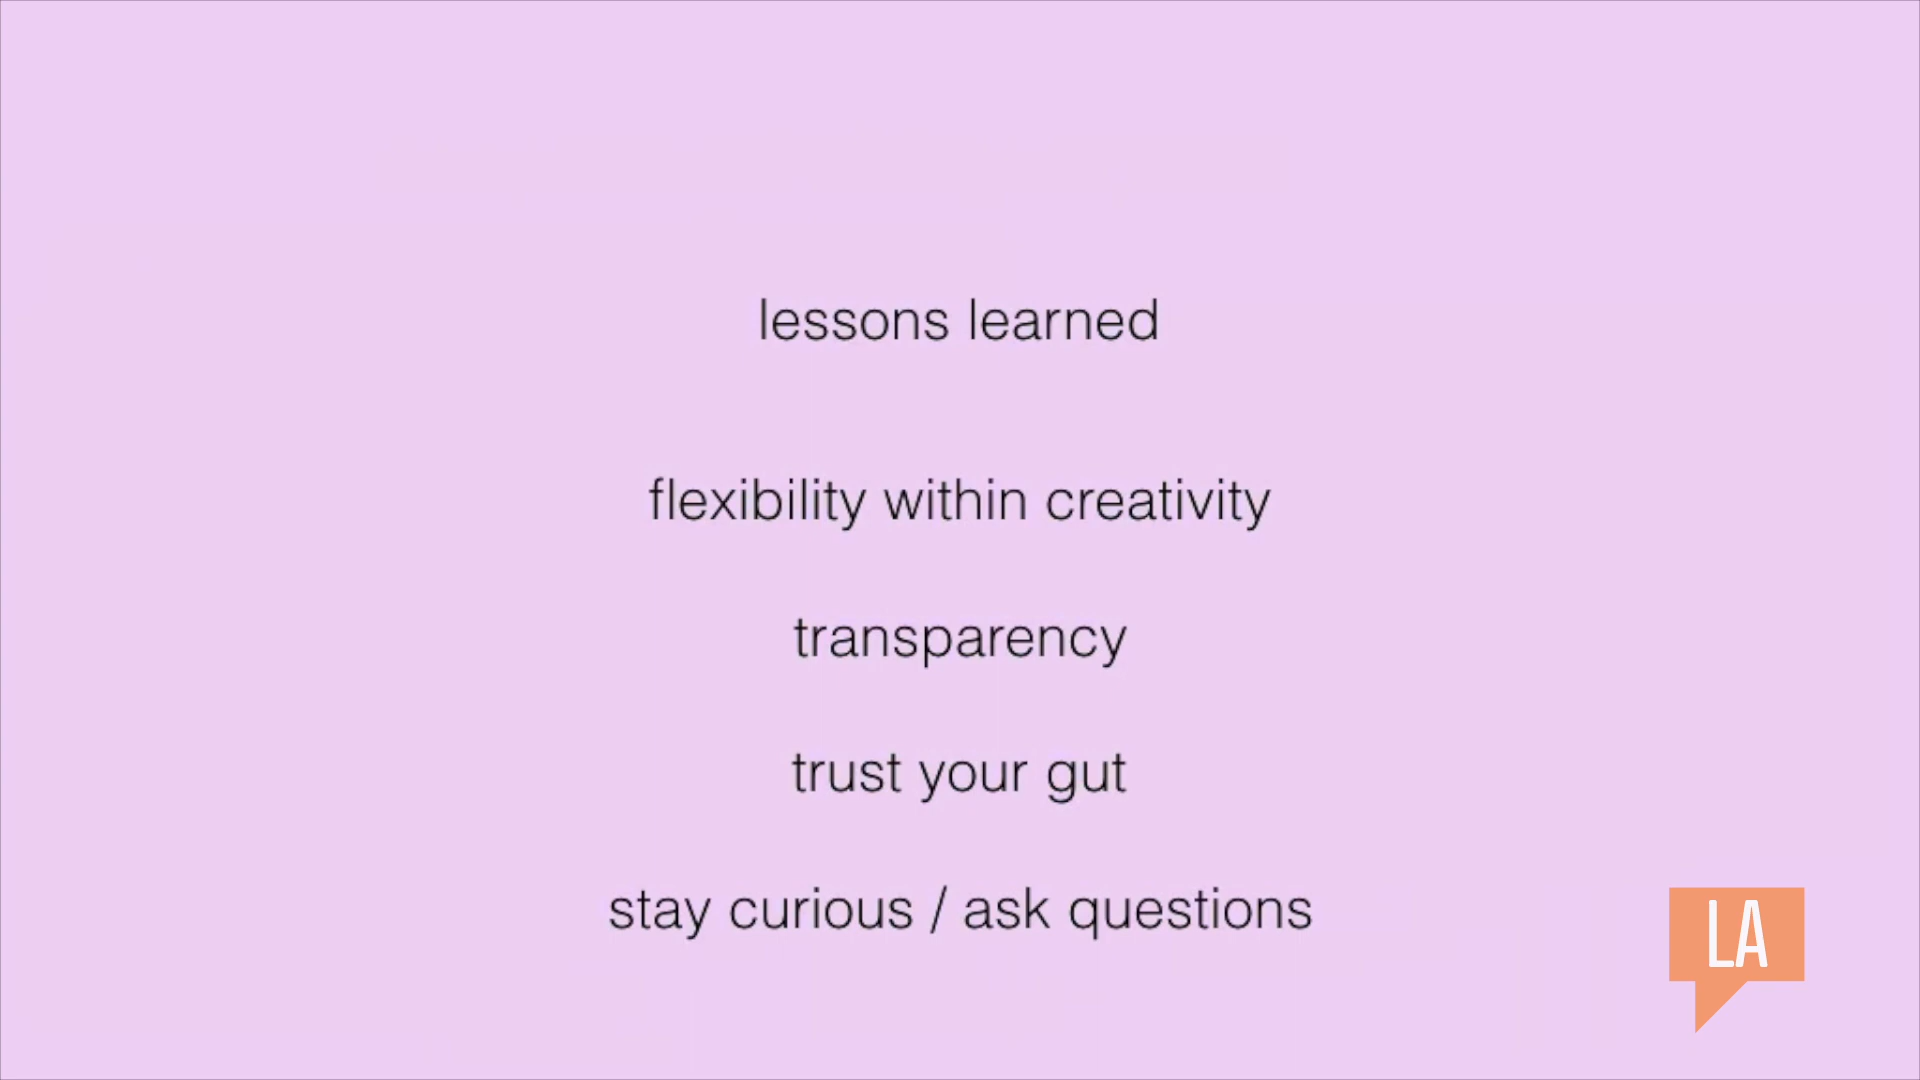 lessons learned
flexibility within creativity
transparency
trust your gut
stay curious / ask questions
LA